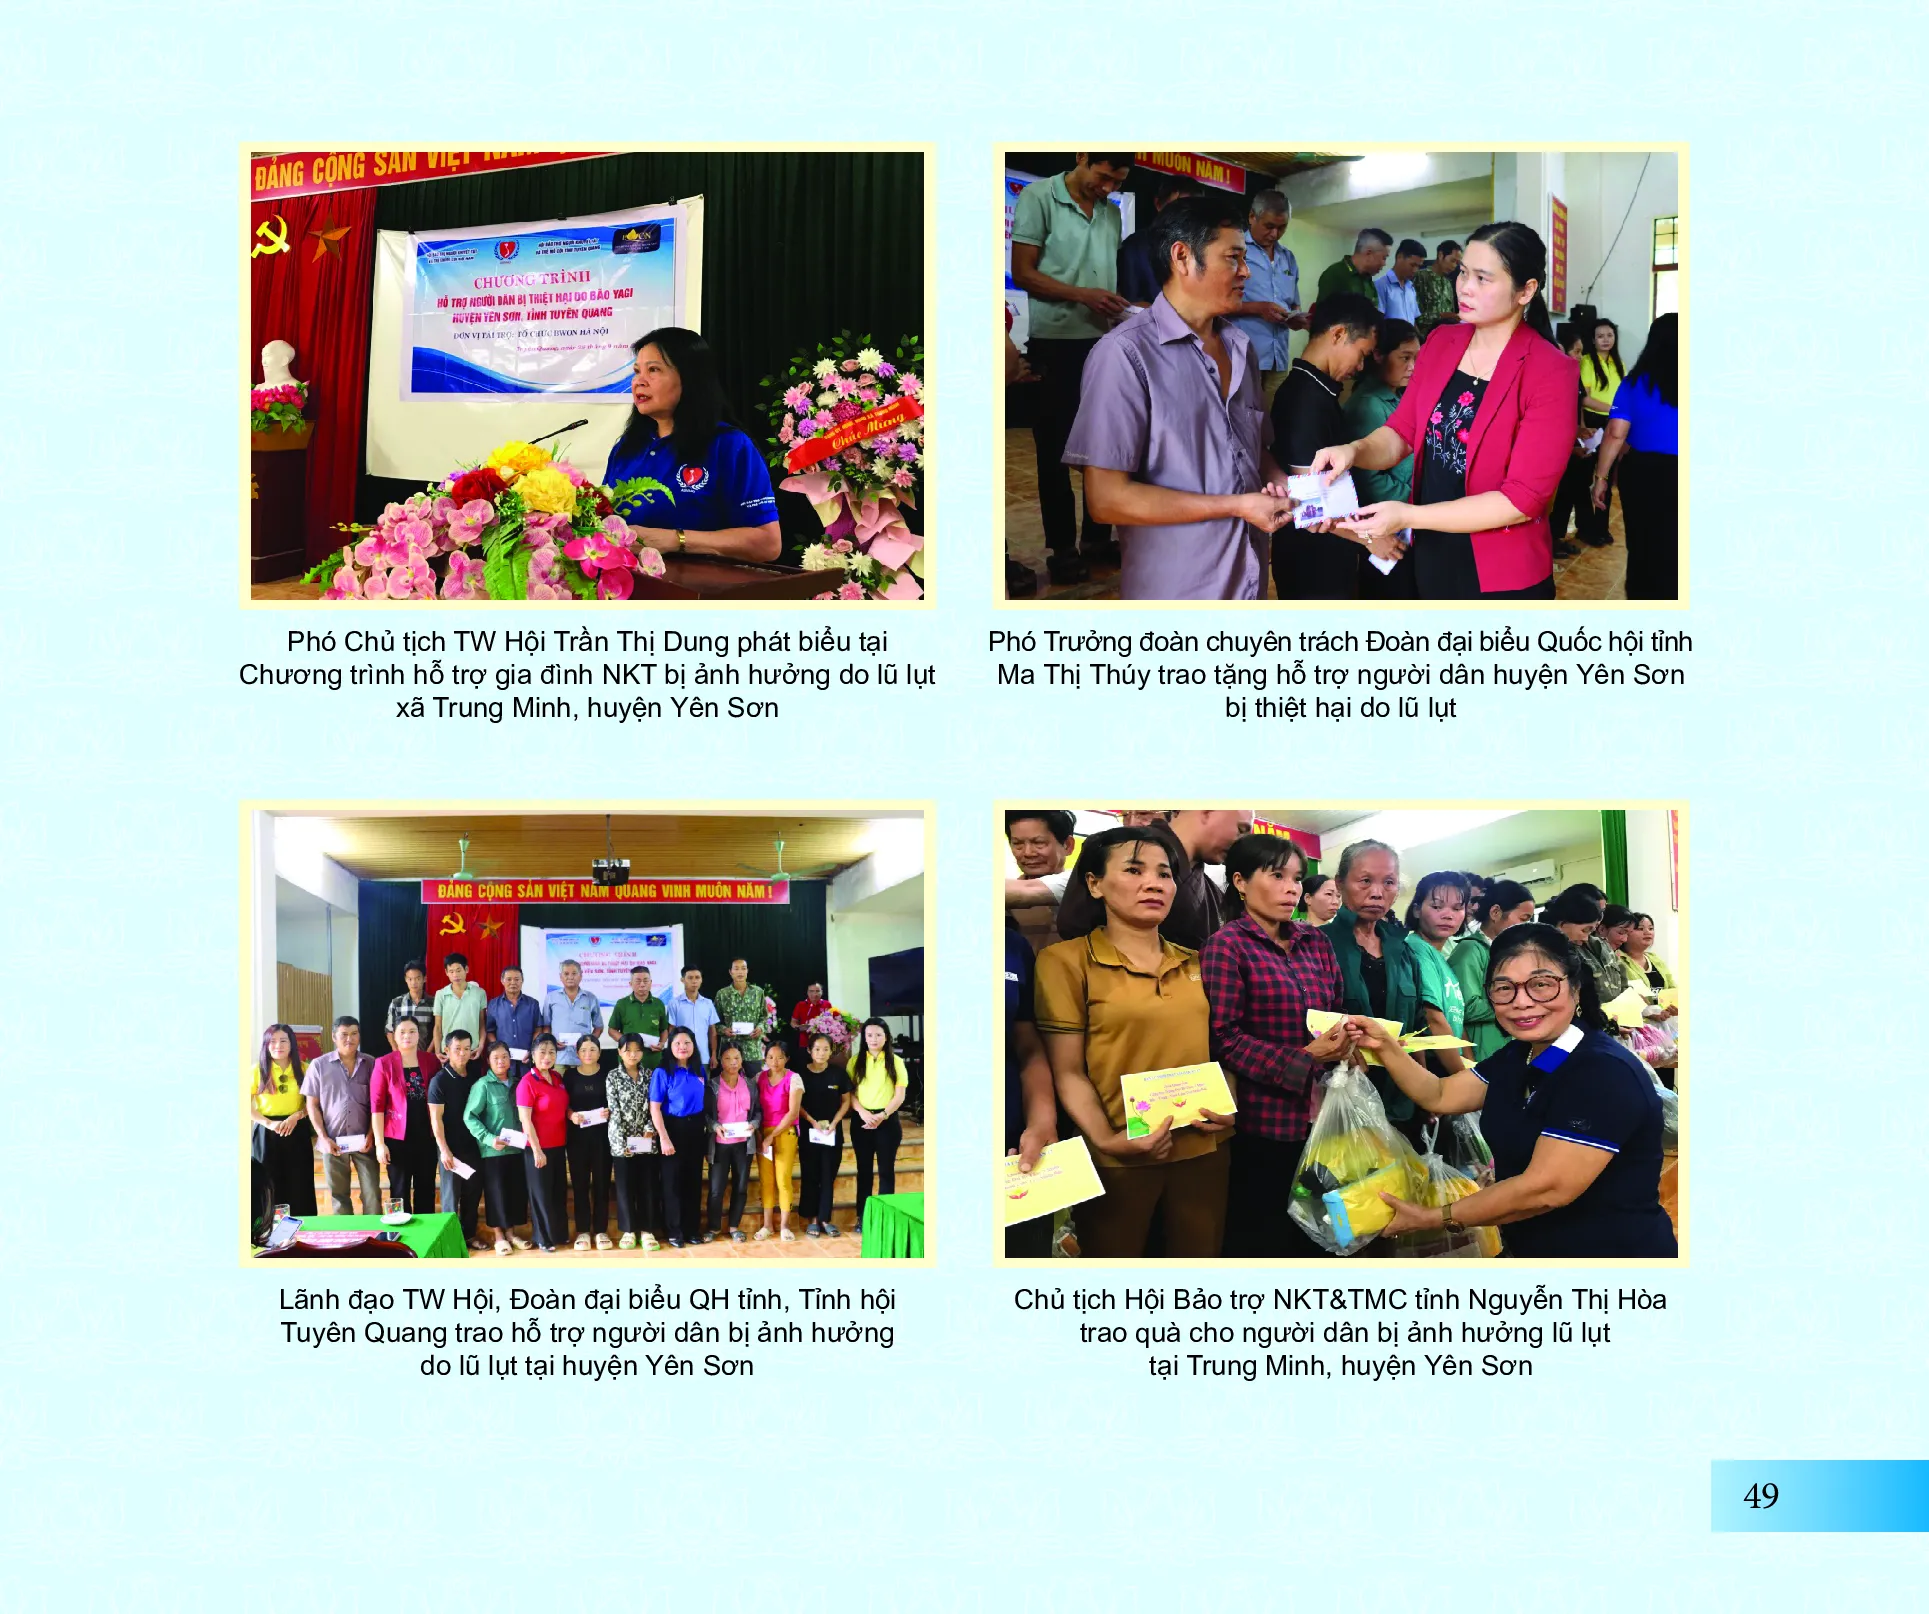 ĐẢNG CỘNG SẢN VIỆT NAM
CHƯƠNG TRÌNH
HỖ TRỢ NGƯỜI DÂN BỊ THIỆT HẠI DO BÃO YAGI
HUYỆN YÊN SƠN, TỈNH TUYÊN QUANG
ĐƠN VỊ TÀI TRỢ: TỔ CHỨC BWON HÀ NỘI
Chúc Mừng
MUÔN NĂM !
Phó Chủ tịch TW Hội Trần Thị Dung phát biểu tại
Chương trình hỗ trợ gia đình NKT bị ảnh hưởng do lũ lụt
xã Trung Minh, huyện Yên Sơn
Phó Trưởng đoàn chuyên trách Đoàn đại biểu Quốc hội tỉnh
Ma Thị Thúy trao tặng hỗ trợ người dân huyện Yên Sơn
bị thiệt hại do lũ lụt
ĐẢNG CỘNG SẢN VIỆT NAM QUANG VINH MUÔN NĂM !
CHƯƠNG TRÌNH
NĂM
Lãnh đạo TW Hội, Đoàn đại biểu QH tỉnh, Tỉnh hội
Tuyên Quang trao hỗ trợ người dân bị ảnh hưởng
do lũ lụt tại huyện Yên Sơn
Chủ tịch Hội Bảo trợ NKT&TMC tỉnh Nguyễn Thị Hòa
trao quà cho người dân bị ảnh hưởng lũ lụt
tại Trung Minh, huyện Yên Sơn
49